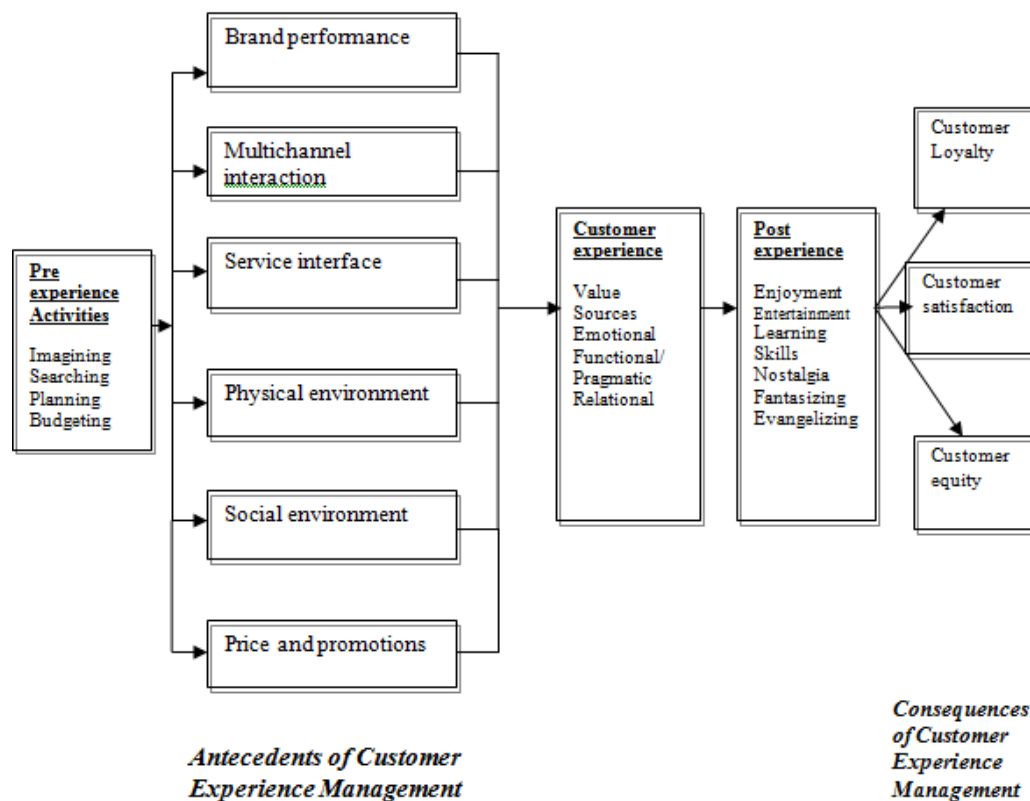 Brand performance
Multichannel
interaction
Service interface
Physical environment
Social environment
Price and promotions
Pre
experience
Activities
Imagining
Searching
Planning
Budgeting
Customer
experience
Value
Sources
Emotional
Functional/
Pragmatic
Relational
Post
experience
Enjoyment
Entertainment
Learning
Skills
Nostalgia
Fantasizing
Evangelizing
Customer
Loyalty
Customer
satisfaction
Customer
equity
Antecedents of Customer
Experience Management
Consequences
of Customer
Experience
Management